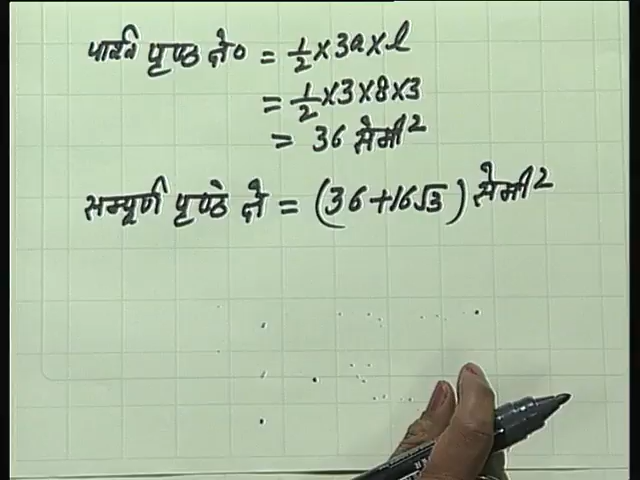 पार्श्व पृष्ठ क्षे० = 1/2 × 3a × l
= 1/2 × 3 × 8 × 3
= 36 सेमी²
सम्पूर्ण पृष्ठ क्षे = (36 + 16√3) सेमी²